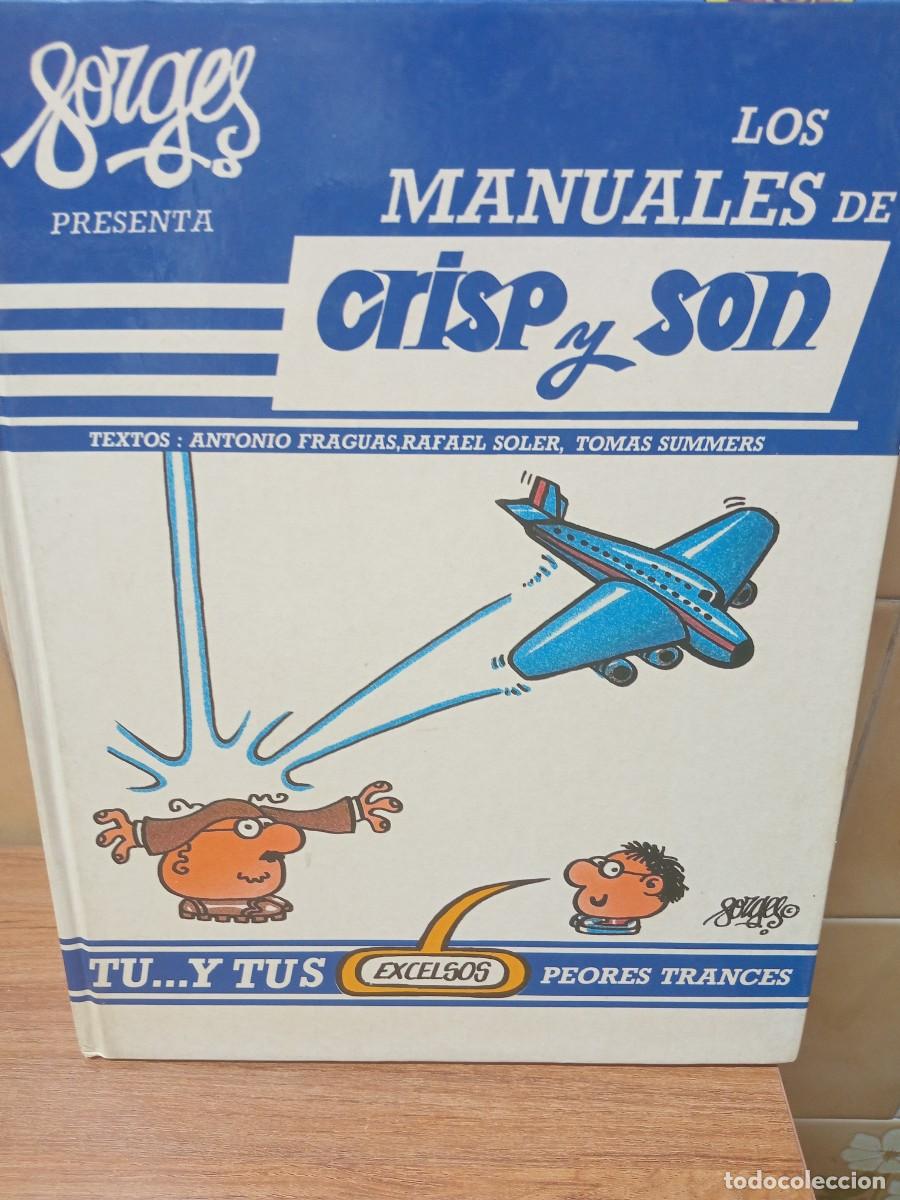 Forges
PRESENTA
LOS
MANUALES DE
crisp y son
TEXTOS : ANTONIO FRAGUAS,RAFAEL SOLER, TOMAS SUMMERS
forges©
TU...Y TUS EXCELSOS PEORES TRANCES
todocoleccion